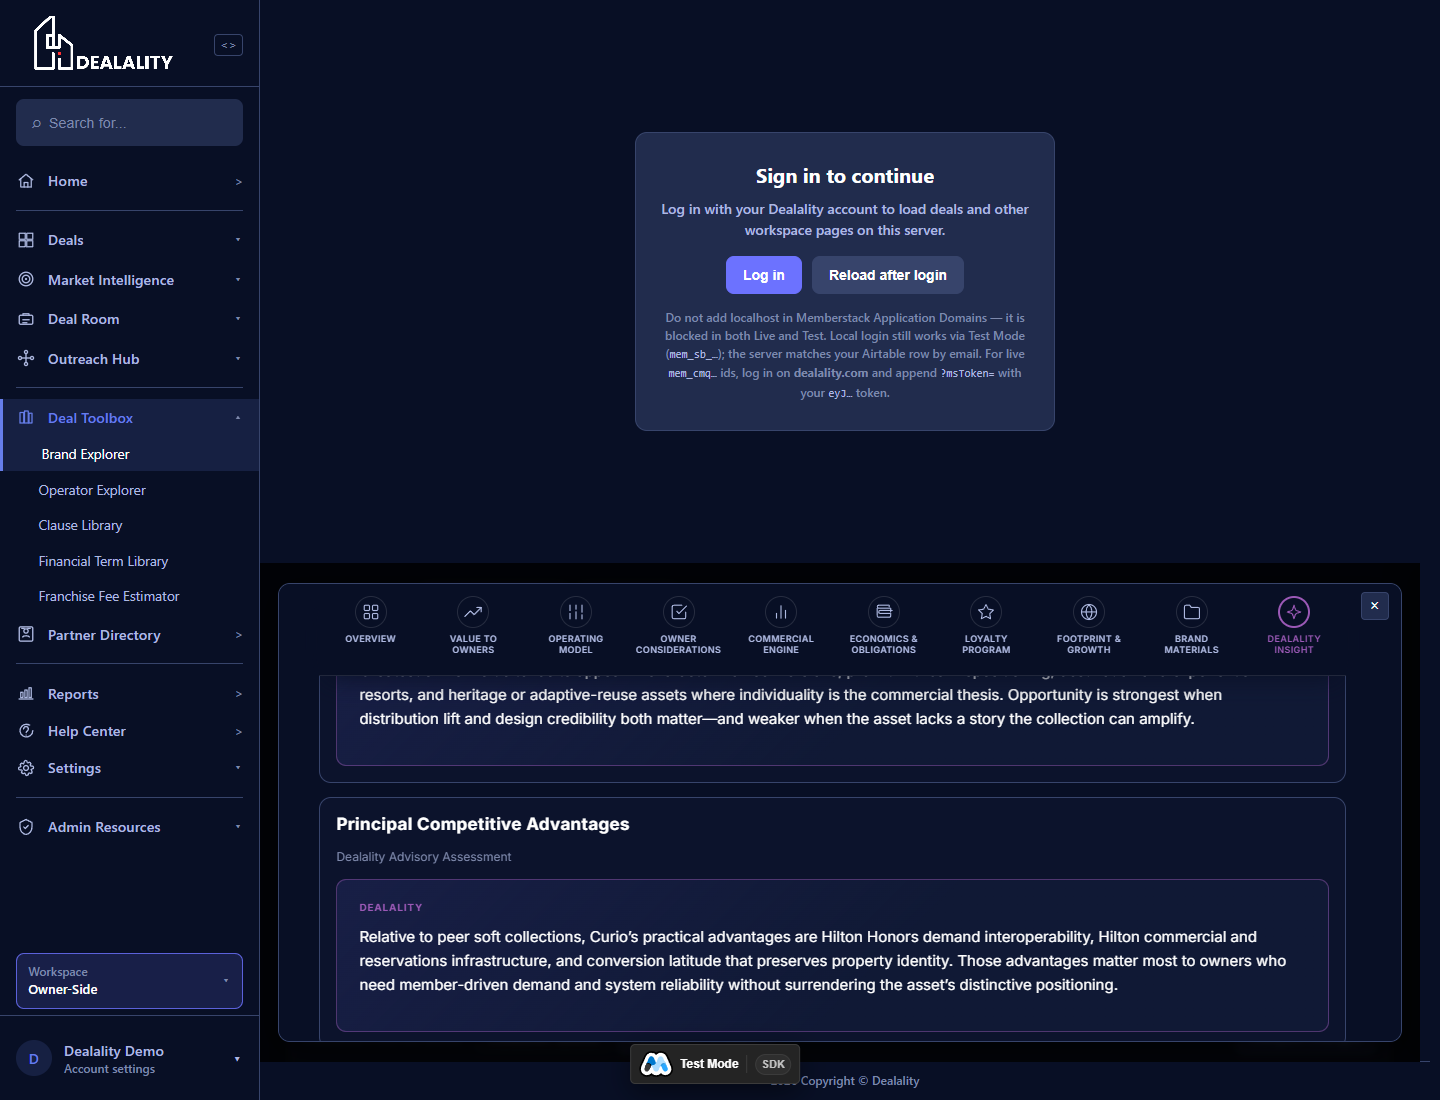 DEALALITY
< >
Search for...
Home
Deals
Market Intelligence
Deal Room
Outreach Hub
Deal Toolbox
Brand Explorer
Operator Explorer
Clause Library
Financial Term Library
Franchise Fee Estimator
Partner Directory
Reports
Help Center
Settings
Admin Resources
Workspace
Owner-Side
D
Dealality Demo
Account settings
Sign in to continue
Log in with your Dealality account to load deals and other
workspace pages on this server.
Log in
Reload after login
Do not add localhost in Memberstack Application Domains — it is
blocked in both Live and Test. Local login still works via Test Mode
(mem_sb_…); the server matches your Airtable row by email. For live
mem_cmq… ids, log in on dealality.com and append ?msToken= with
your eyJ… token.
OVERVIEW
VALUE TO
OWNERS
OPERATING
MODEL
OWNER
CONSIDERATIONS
COMMERCIAL
ENGINE
ECONOMICS &
OBLIGATIONS
LOYALTY
PROGRAM
FOOTPRINT &
GROWTH
BRAND
MATERIALS
DEALALITY
INSIGHT
×
resorts, and heritage or adaptive-reuse assets where individuality is the commercial thesis. Opportunity is strongest when
distribution lift and design credibility both matter—and weaker when the asset lacks a story the collection can amplify.
Principal Competitive Advantages
Dealality Advisory Assessment
DEALALITY
Relative to peer soft collections, Curio’s practical advantages are Hilton Honors demand interoperability, Hilton commercial and
reservations infrastructure, and conversion latitude that preserves property identity. Those advantages matter most to owners who
need member-driven demand and system reliability without surrendering the asset’s distinctive positioning.
Test Mode
SDK
Copyright © Dealality